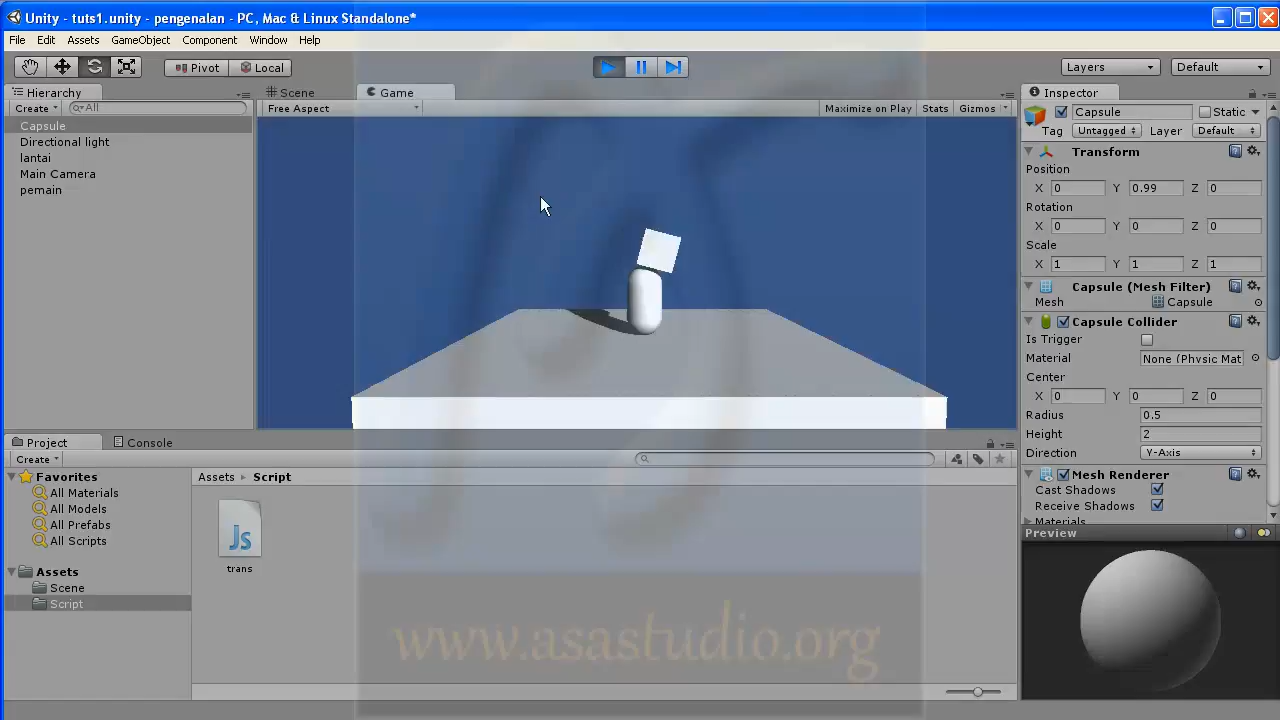 Unity - tuts1.unity - pengenalan - PC, Mac & Linux Standalone*
File Edit Assets GameObject Component Window Help
Pivot Local Layers Default
Hierarchy Scene Game Inspector
Create All Free Aspect Maximize on Play Stats Gizmos
Capsule
Directional light
lantai
Main Camera
pemain
Capsule Static
Tag Untagged Layer Default
Transform
Position
X 0 Y 0.99 Z 0
Rotation
X 0 Y 0 Z 0
Scale
X 1 Y 1 Z 1
Capsule (Mesh Filter)
Mesh Capsule
Capsule Collider
Is Trigger
Material None (Physic Mat
Center
X 0 Y 0 Z 0
Radius 0.5
Height 2
Direction Y-Axis
Mesh Renderer
Cast Shadows
Receive Shadows
Materials
Preview
Project Console
Create
Favorites
All Materials
All Models
All Prefabs
All Scripts
Assets
Scene
Script
Assets Script
Js
trans
www.asastudio.org